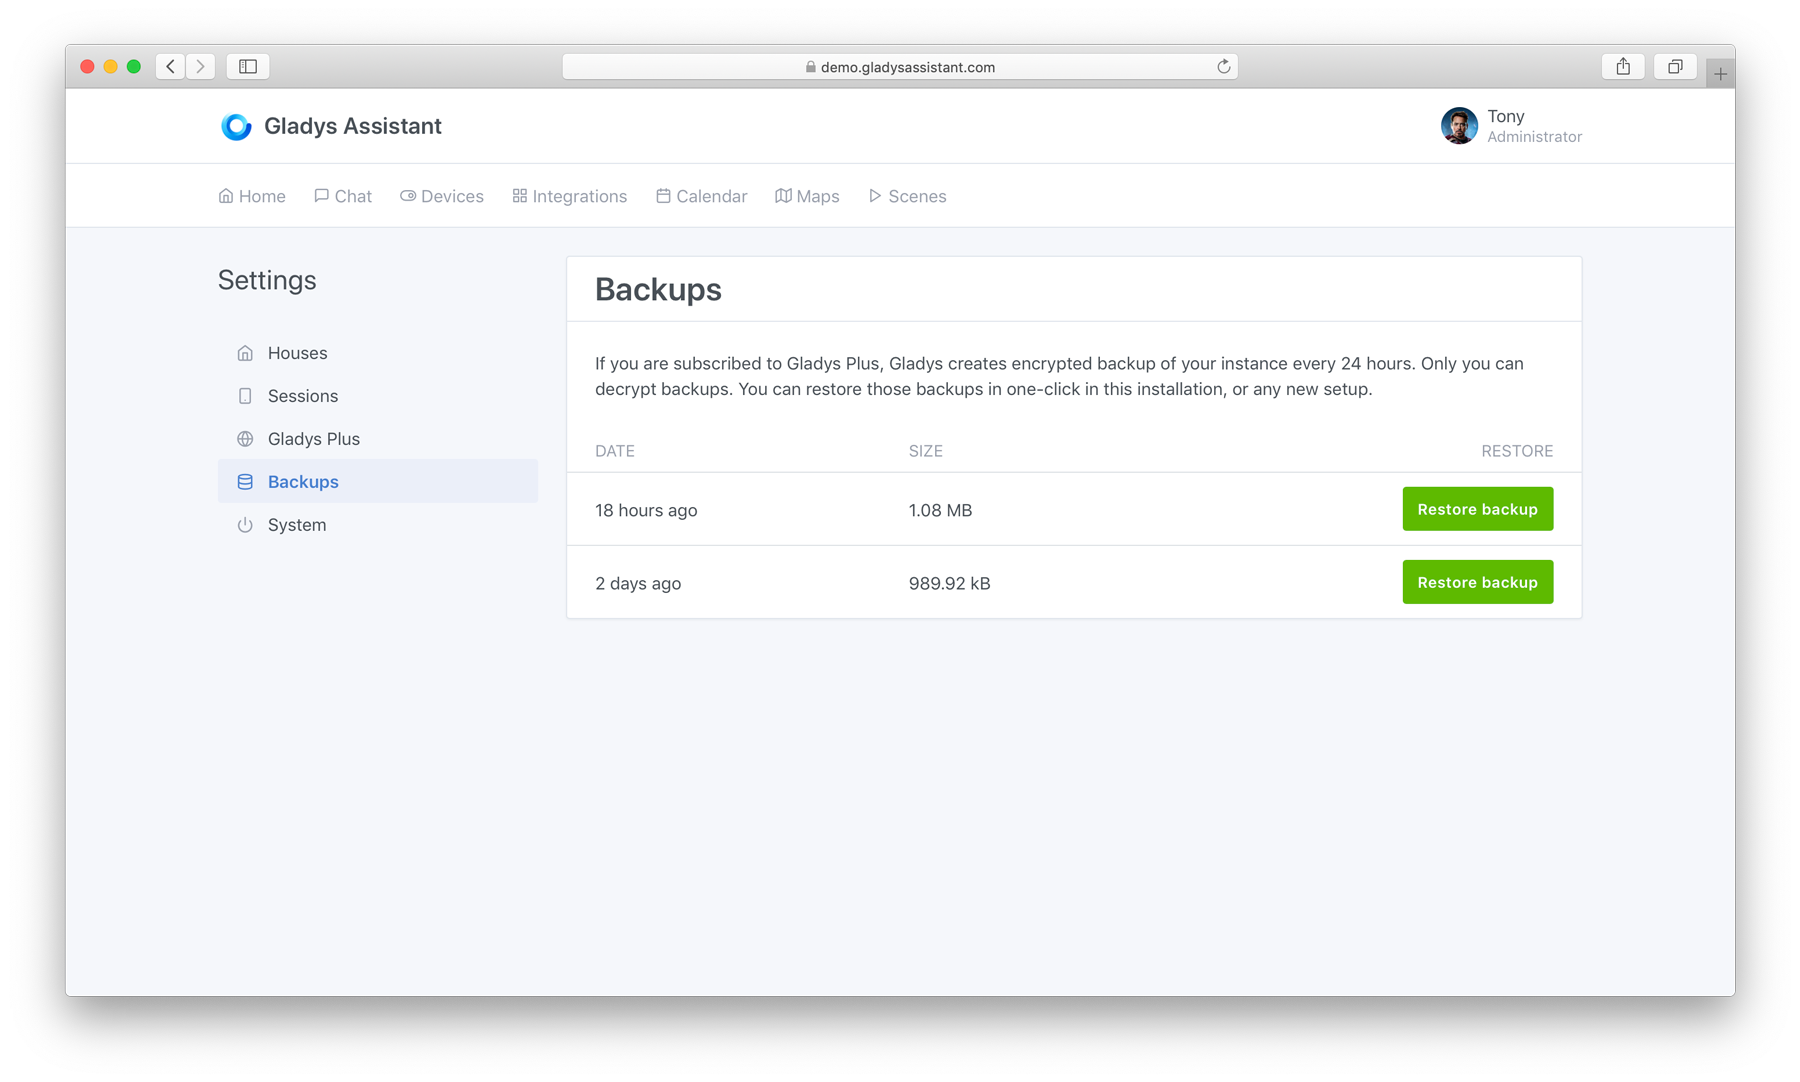 demo.gladysassistant.com
Gladys Assistant
Tony
Administrator
Home Chat Devices Integrations Calendar Maps Scenes
Settings
Houses
Sessions
Gladys Plus
Backups
System
Backups
If you are subscribed to Gladys Plus, Gladys creates encrypted backup of your instance every 24 hours. Only you can
decrypt backups. You can restore those backups in one-click in this installation, or any new setup.
DATE SIZE RESTORE
18 hours ago 1.08 MB Restore backup
2 days ago 989.92 kB Restore backup